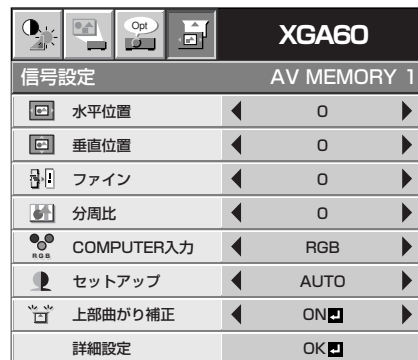 Opt
XGA60
信号設定 AV MEMORY 1
水平位置 0
垂直位置 0
ファイン 0
分周比 0
RGB COMPUTER入力 RGB
セットアップ AUTO
上部曲がり補正 ON
詳細設定 OK